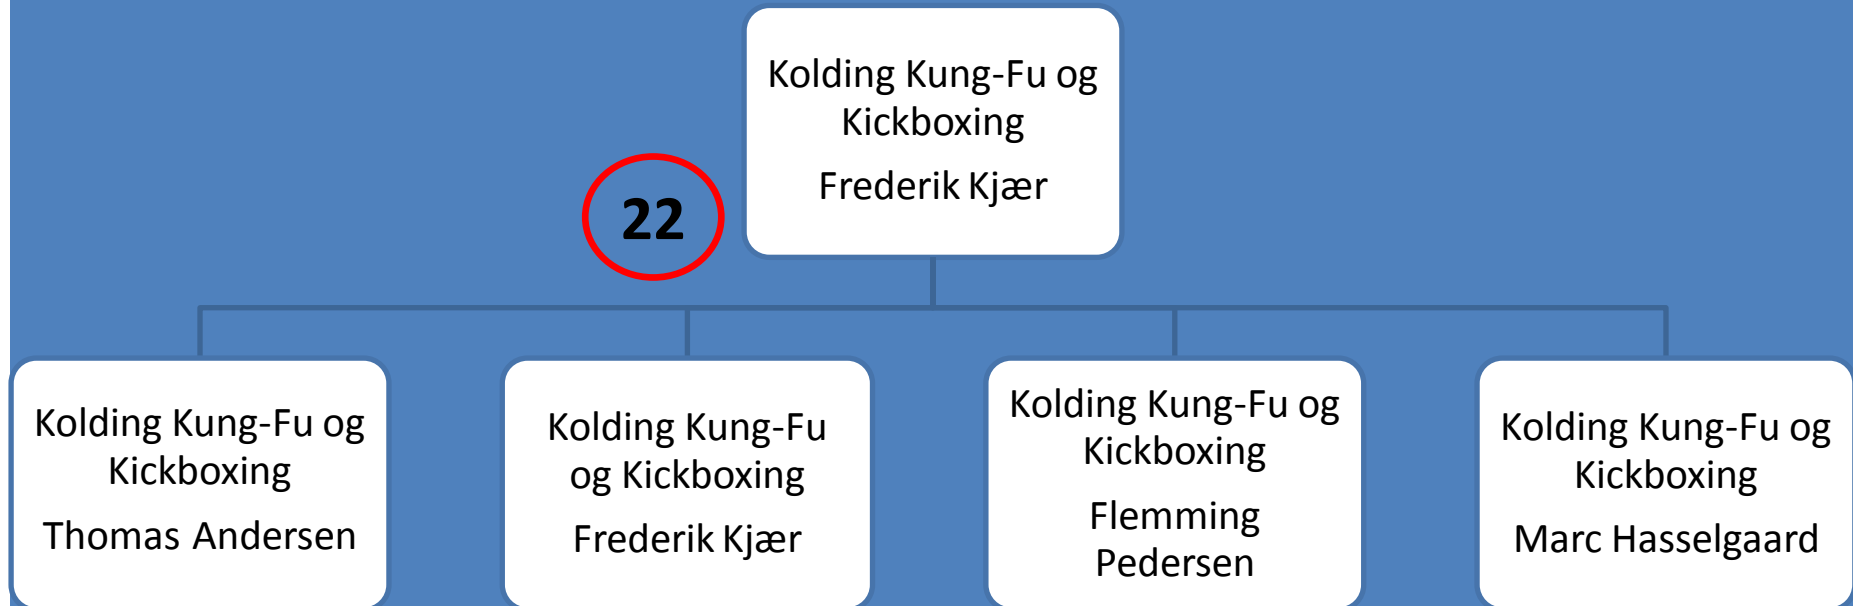 Kolding Kung-Fu og
Kickboxing
Frederik Kjær
22
Kolding Kung-Fu og
Kickboxing
Thomas Andersen
Kolding Kung-Fu
og Kickboxing
Frederik Kjær
Kolding Kung-Fu og
Kickboxing
Flemming
Pedersen
Kolding Kung-Fu og
Kickboxing
Marc Hasselgaard